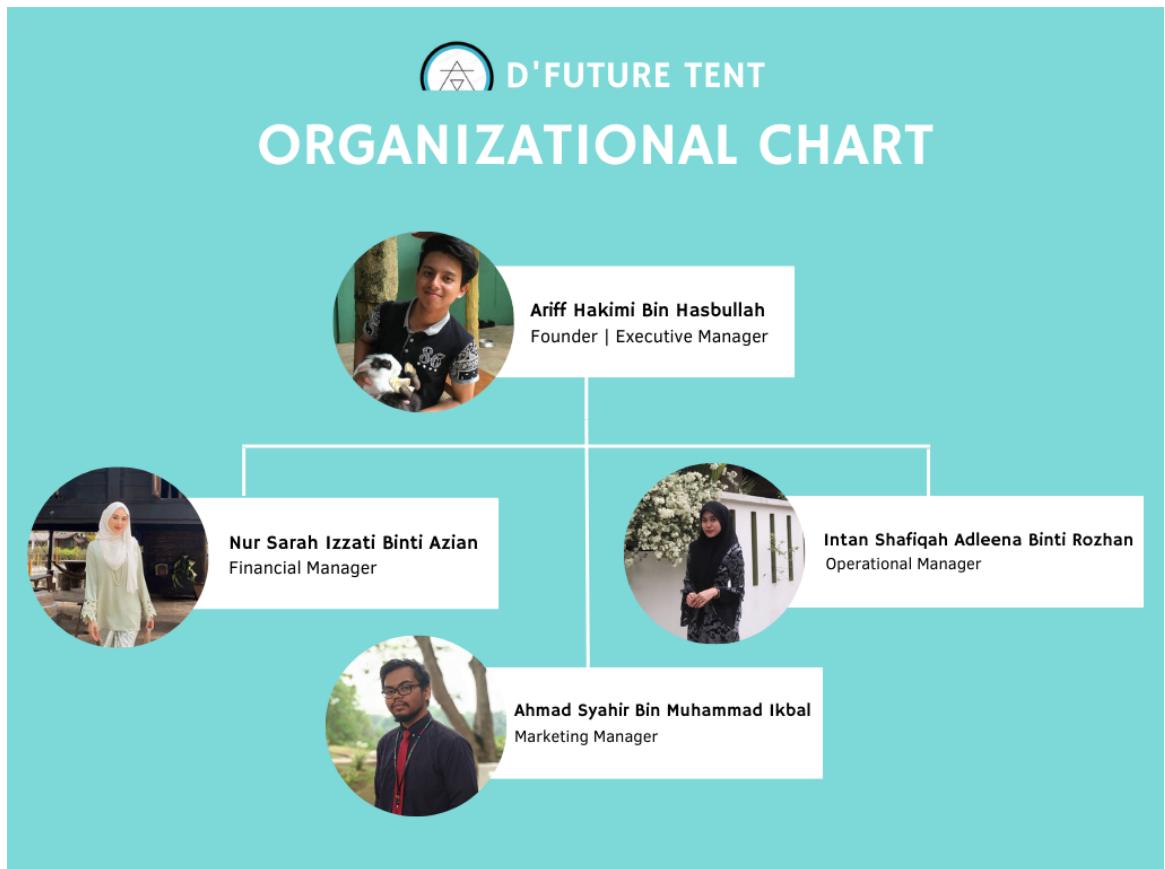 D'FUTURE TENT
ORGANIZATIONAL CHART
Ariff Hakimi Bin Hasbullah
Founder | Executive Manager
Nur Sarah Izzati Binti Azian
Financial Manager
Intan Shafiqah Adleena Binti Rozhan
Operational Manager
Ahmad Syahir Bin Muhammad Ikbal
Marketing Manager